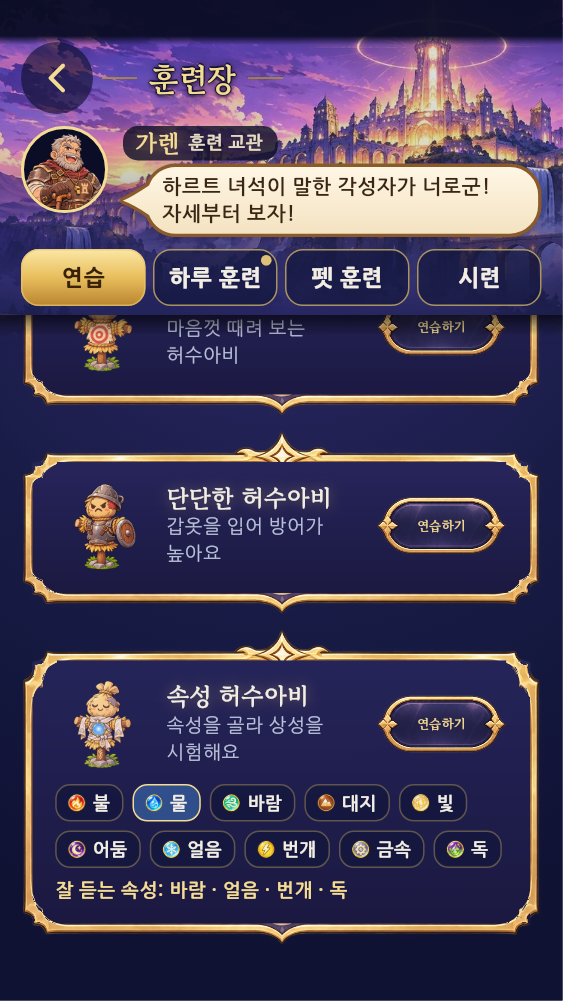 훈련장
가렌 훈련 교관
하르트 녀석이 말한 각성자가 너로군!
자세부터 보자!
연습
하루 훈련
펫 훈련
시련
마음껏 때려 보는
허수아비
연습하기
단단한 허수아비
갑옷을 입어 방어가
높아요
연습하기
속성 허수아비
속성을 골라 상성을
시험해요
연습하기
불
물
바람
대지
빛
어둠
얼음
번개
금속
독
잘 듣는 속성: 바람 · 얼음 · 번개 · 독